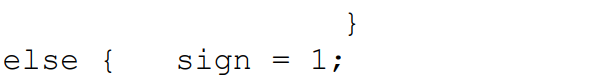 }
else {   sign = 1;